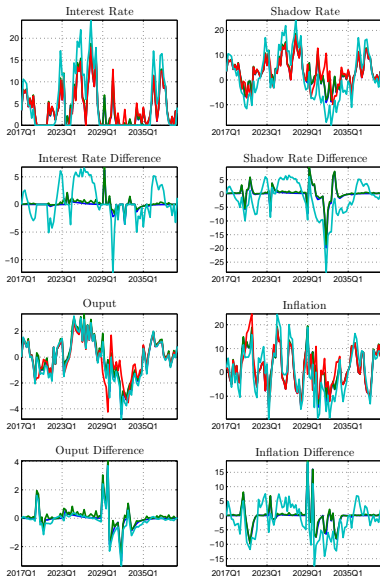 Interest Rate
20
15
10
5
0
2017Q1 2023Q1 2029Q1 2035Q1
Shadow Rate
20
10
0
−10
2017Q1 2023Q1 2029Q1 2035Q1
Interest Rate Difference
5
0
−5
−10
2017Q1 2023Q1 2029Q1 2035Q1
Shadow Rate Difference
5
0
−5
−10
−15
−20
−25
2017Q1 2023Q1 2029Q1 2035Q1
Ouput
2
0
−2
−4
2017Q1 2023Q1 2029Q1 2035Q1
Inflation
20
10
0
−10
2017Q1 2023Q1 2029Q1 2035Q1
Ouput Difference
4
2
0
−2
2017Q1 2023Q1 2029Q1 2035Q1
Inflation Difference
15
10
5
0
−5
−10
−15
2017Q1 2023Q1 2029Q1 2035Q1